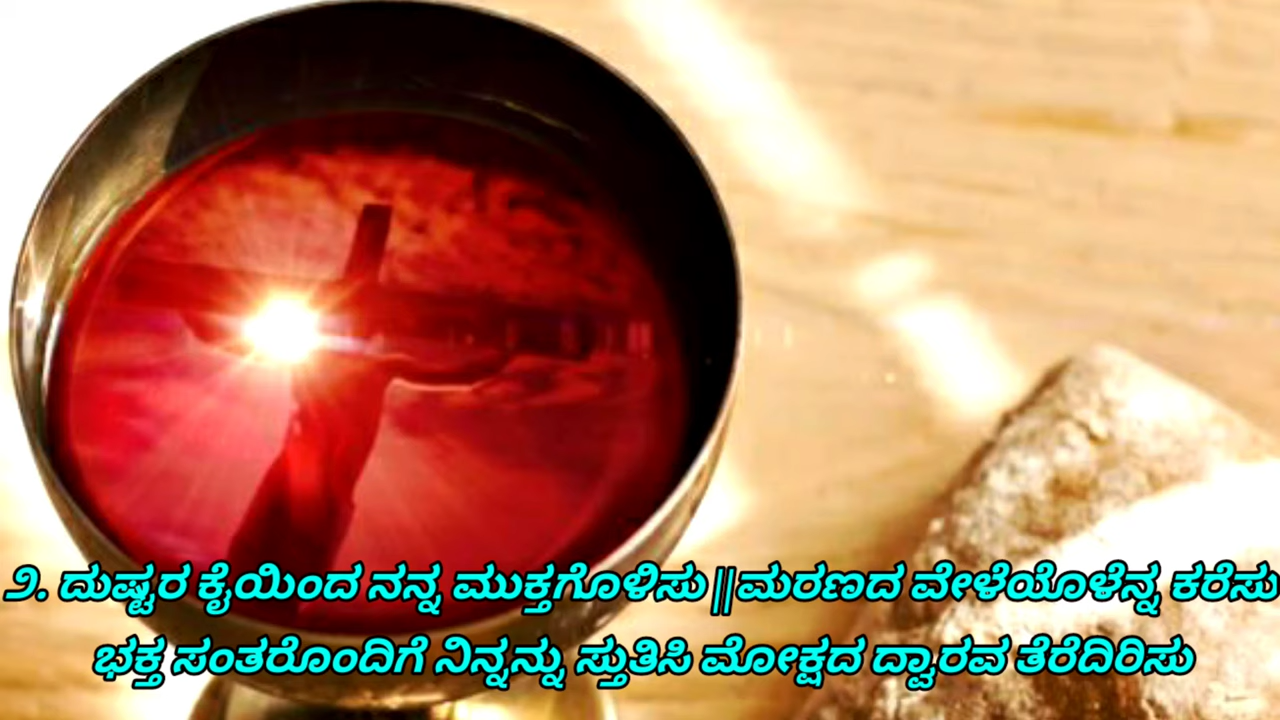 ೨. ದುಷ್ಟರ ಕೈಯಿಂದ ನನ್ನ ಮುಕ್ತಗೊಳಿಸು||ಮರಣದ ವೇಳೆಯೊಳೆನ್ನ ಕರೆಸು
ಭಕ್ತ ಸಂತರೊಂದಿಗೆ ನಿನ್ನನ್ನು ಸ್ತುತಿಸಿ ಮೋಕ್ಷದ ದ್ವಾರವ ತೆರೆದಿರಿಸು